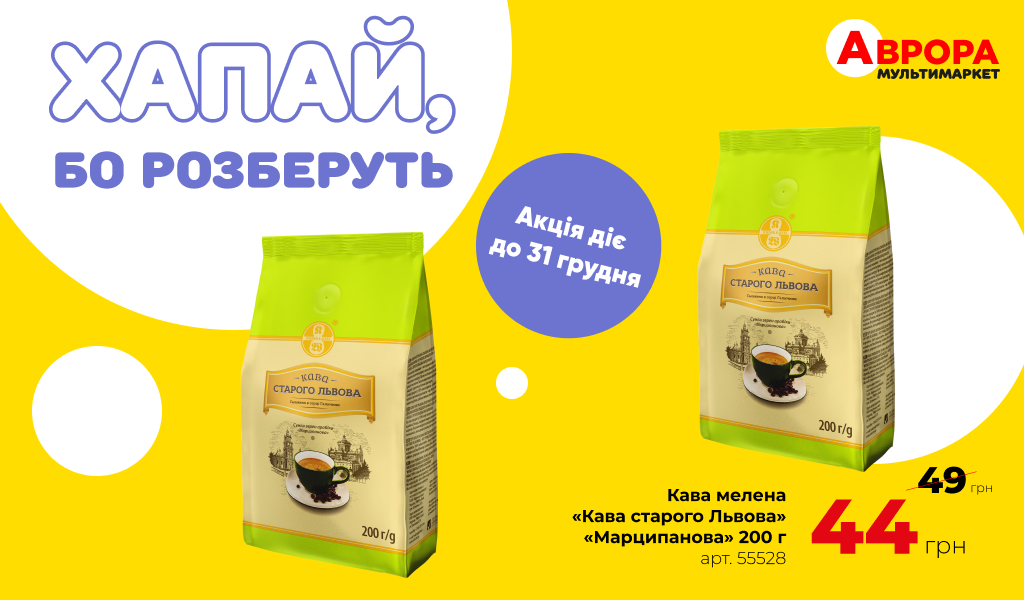 ХАПАЙ,
БО РОЗБЕРУТЬ
АВРОРА
МУЛЬТИМАРКЕТ
Акція діє
до 31 грудня
кава
СТАРОГО ЛЬВОВА
200 г/g
кава
СТАРОГО ЛЬВОВА
200 г/g
Кава мелена
«Кава старого Львова»
«Марципанова» 200 г
арт. 55528
49 грн
44 грн